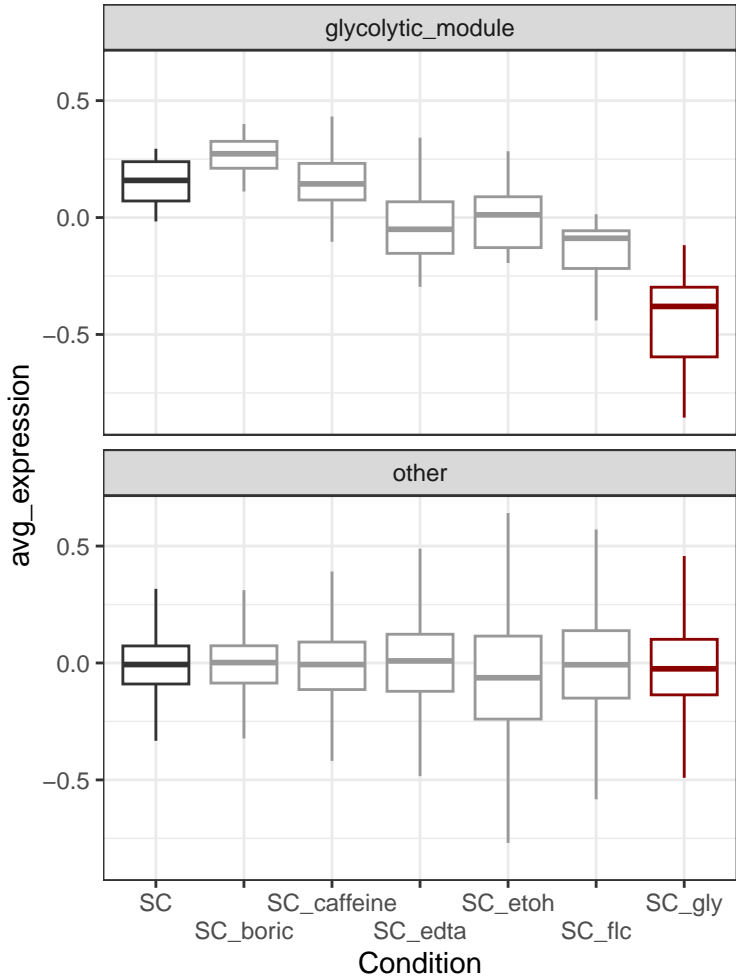 glycolytic_module
0.5
0.0
−0.5
avg_expression
other
0.5
0.0
−0.5
SC SC_caffeine SC_etoh SC_gly
SC_boric SC_edta SC_flc
Condition